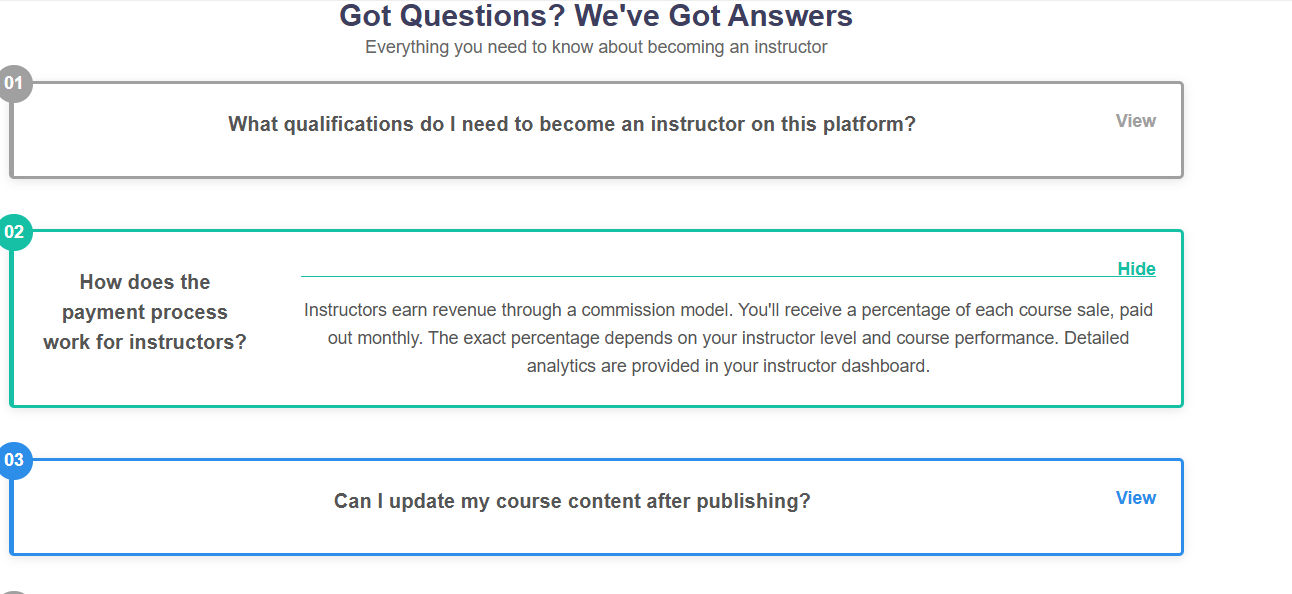 Got Questions? We've Got Answers
Everything you need to know about becoming an instructor
01
What qualifications do I need to become an instructor on this platform?
View
02
How does the
payment process
work for instructors?
Hide
Instructors earn revenue through a commission model. You'll receive a percentage of each course sale, paid
out monthly. The exact percentage depends on your instructor level and course performance. Detailed
analytics are provided in your instructor dashboard.
03
Can I update my course content after publishing?
View